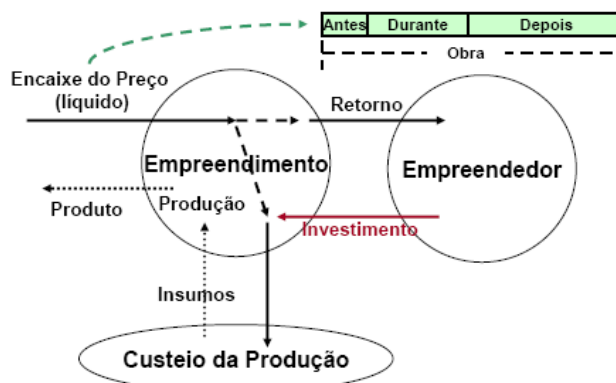 Antes Durante Depois
Obra
Encaixe do Preço
(líquido)
Retorno
Empreendimento
Empreendedor
Produto
Produção
Investimento
Insumos
Custeio da Produção